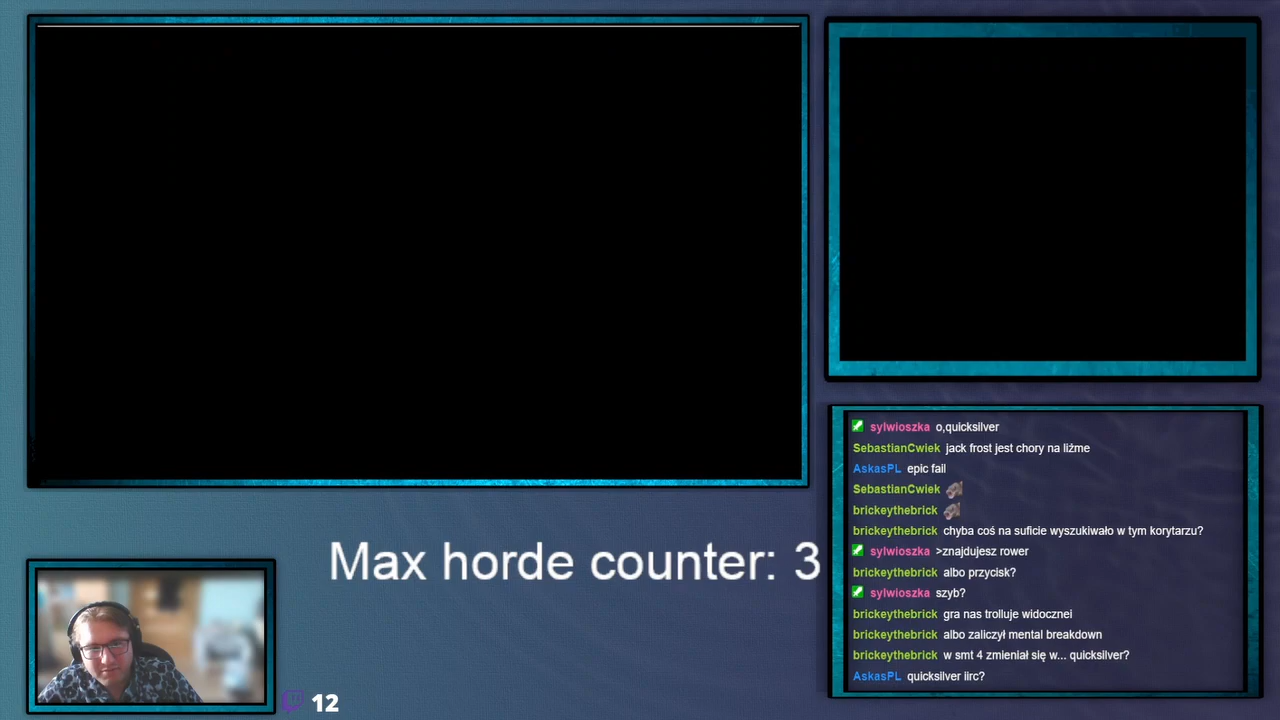 Max horde counter: 3
12
sylwioszka o,quicksilver
SebastianCwiek jack frost jest chory na liżme
AskasPL epic fail
SebastianCwiek
brickeythebrick
brickeythebrick chyba coś na suficie wyszukiwało w tym korytarzu?
sylwioszka >znajdujesz rower
brickeythebrick albo przycisk?
sylwioszka szyb?
brickeythebrick gra nas trolluje widocznei
brickeythebrick albo zaliczył mental breakdown
brickeythebrick w smt 4 zmieniał się w... quicksilver?
AskasPL quicksilver iirc?